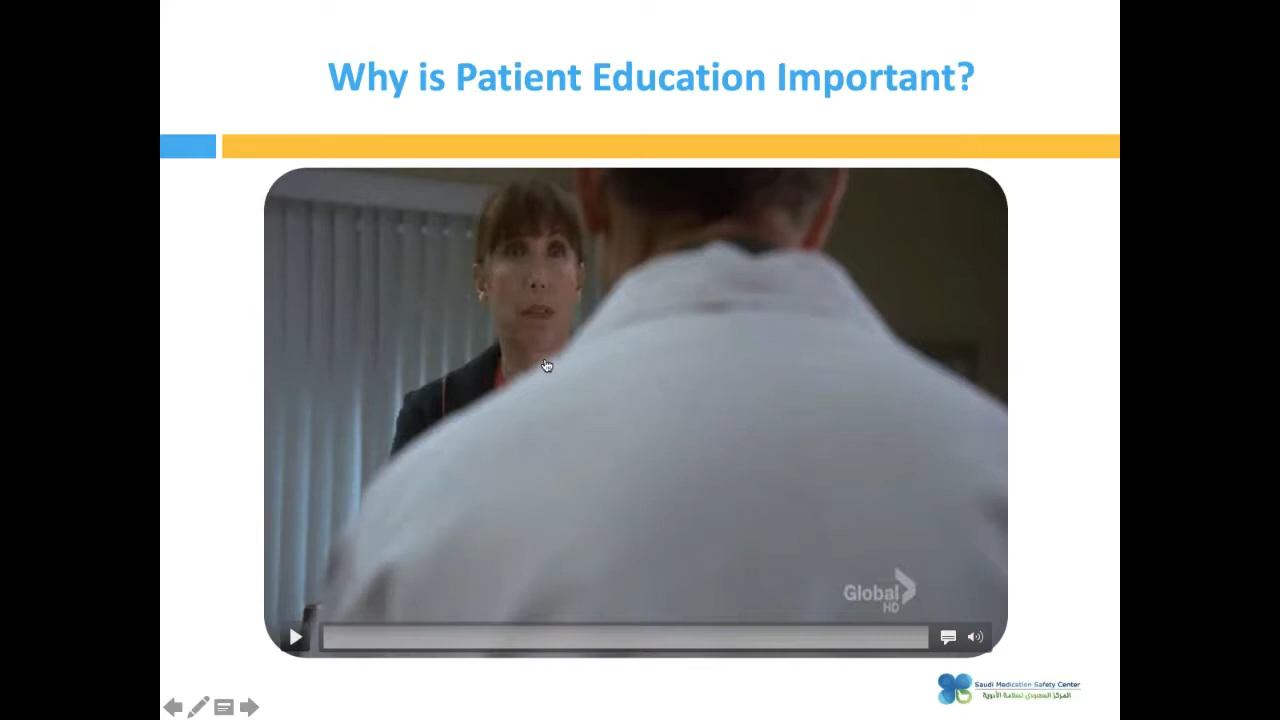 Why is Patient Education Important?
Global
HD
Saudi Medication Safety Center
المركز السعودي لسلامة الأدوية